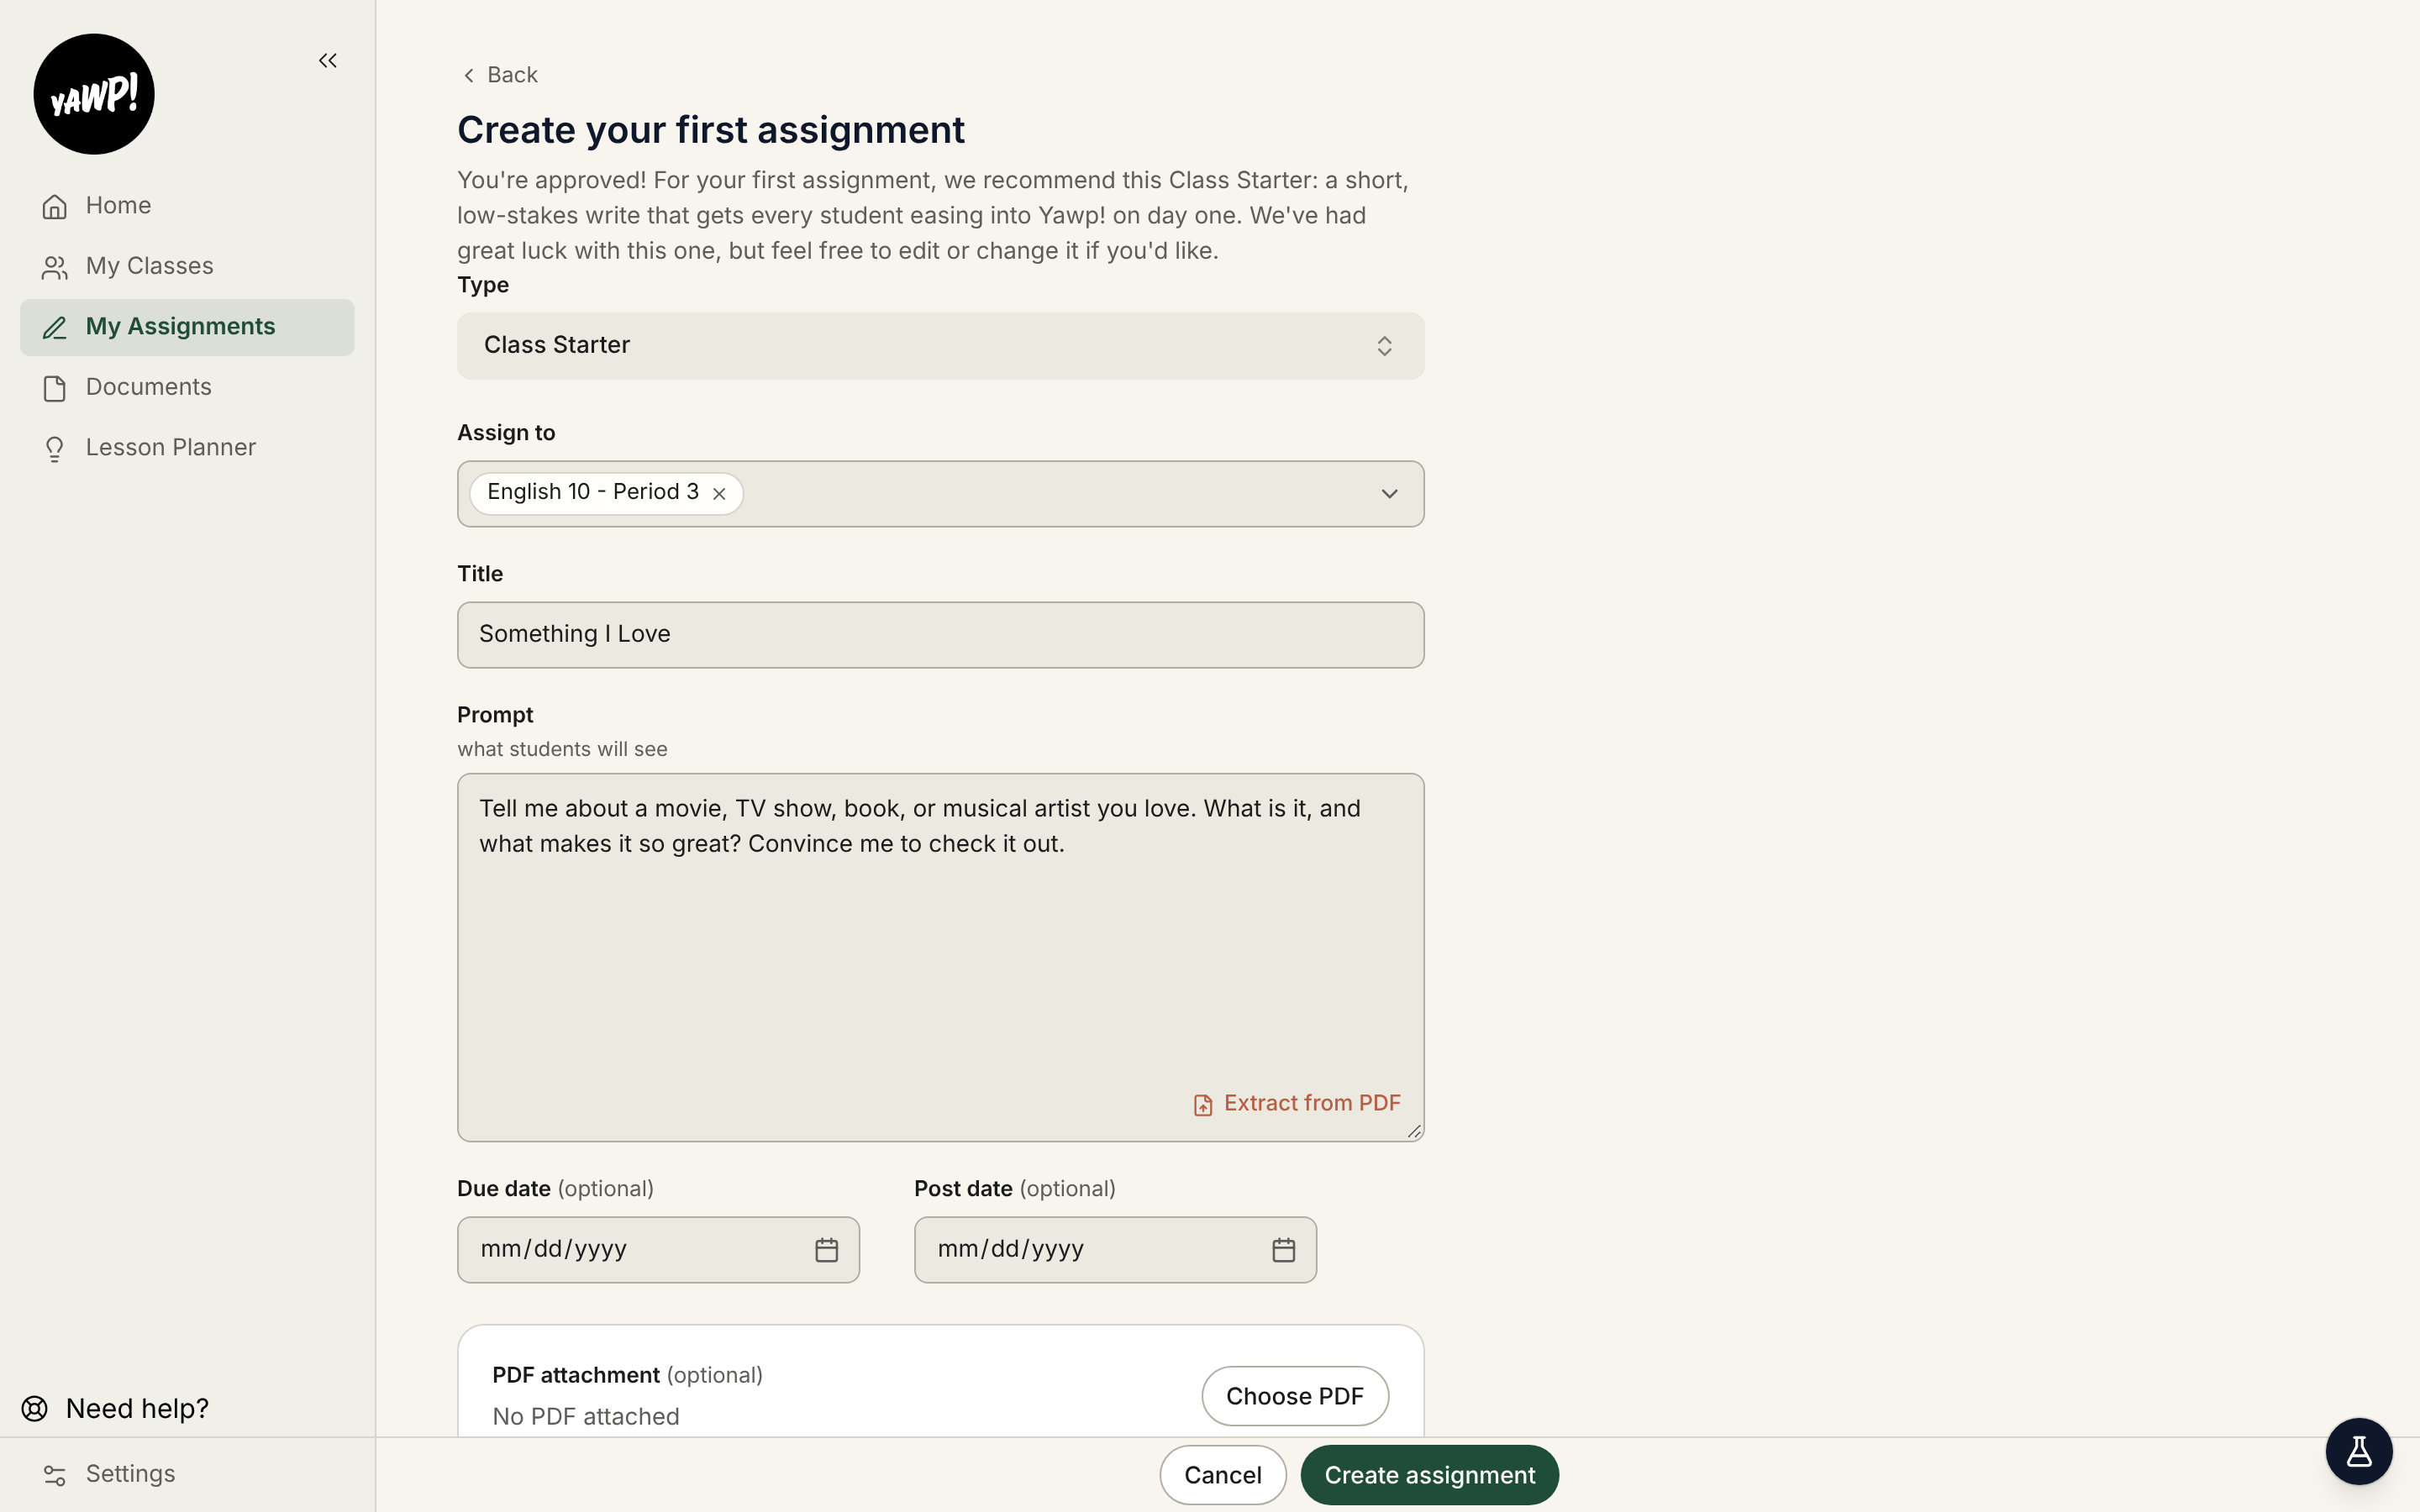 YAWP!
Home
My Classes
My Assignments
Documents
Lesson Planner
Need help?
Settings
Back
Create your first assignment
You're approved! For your first assignment, we recommend this Class Starter: a short,
low-stakes write that gets every student easing into Yawp! on day one. We've had
great luck with this one, but feel free to edit or change it if you'd like.
Type
Class Starter
Assign to
English 10 - Period 3
Title
Something I Love
Prompt
what students will see
Tell me about a movie, TV show, book, or musical artist you love. What is it, and
what makes it so great? Convince me to check it out.
Extract from PDF
Due date (optional) Post date (optional)
mm/dd/yyyy mm/dd/yyyy
PDF attachment (optional)
No PDF attached
Choose PDF
Cancel Create assignment